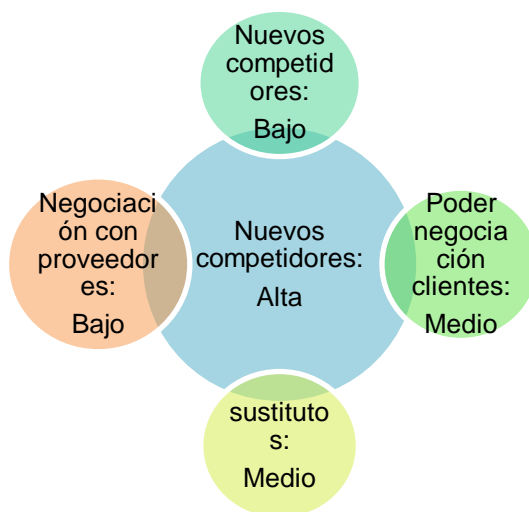 Nuevos
competid
ores:
Bajo
Negociaci
ón con
proveedor
es:
Bajo
Nuevos
competidores:
Alta
Poder
negocia
ción
clientes:
Medio
sustituto
s:
Medio